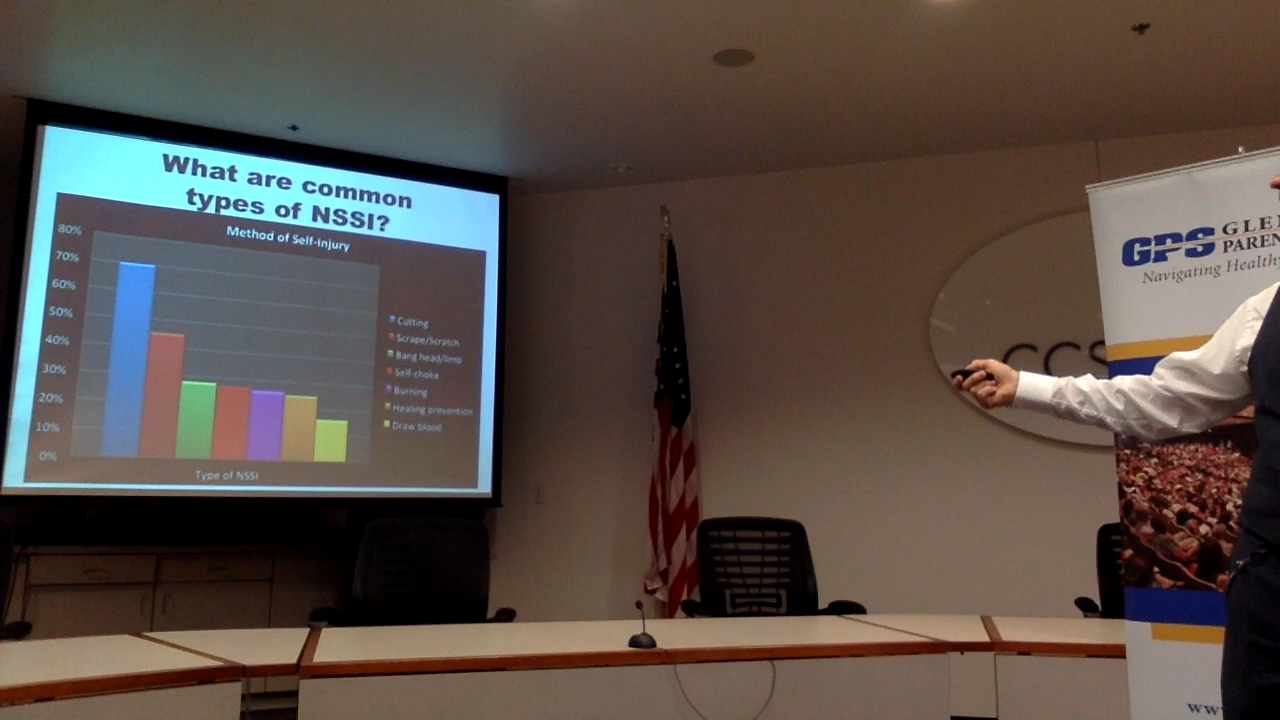 What are common
types of NSSI?
Method of Self-injury
80%
70%
60%
50%
40%
30%
20%
10%
0%
Cutting
Scrape/Scratch
Bang head/limb
Self-choke
Burning
Healing prevention
Draw blood
Type of NSSI
CCS
GPS GLE
PAREN
Navigating Healthy
ww